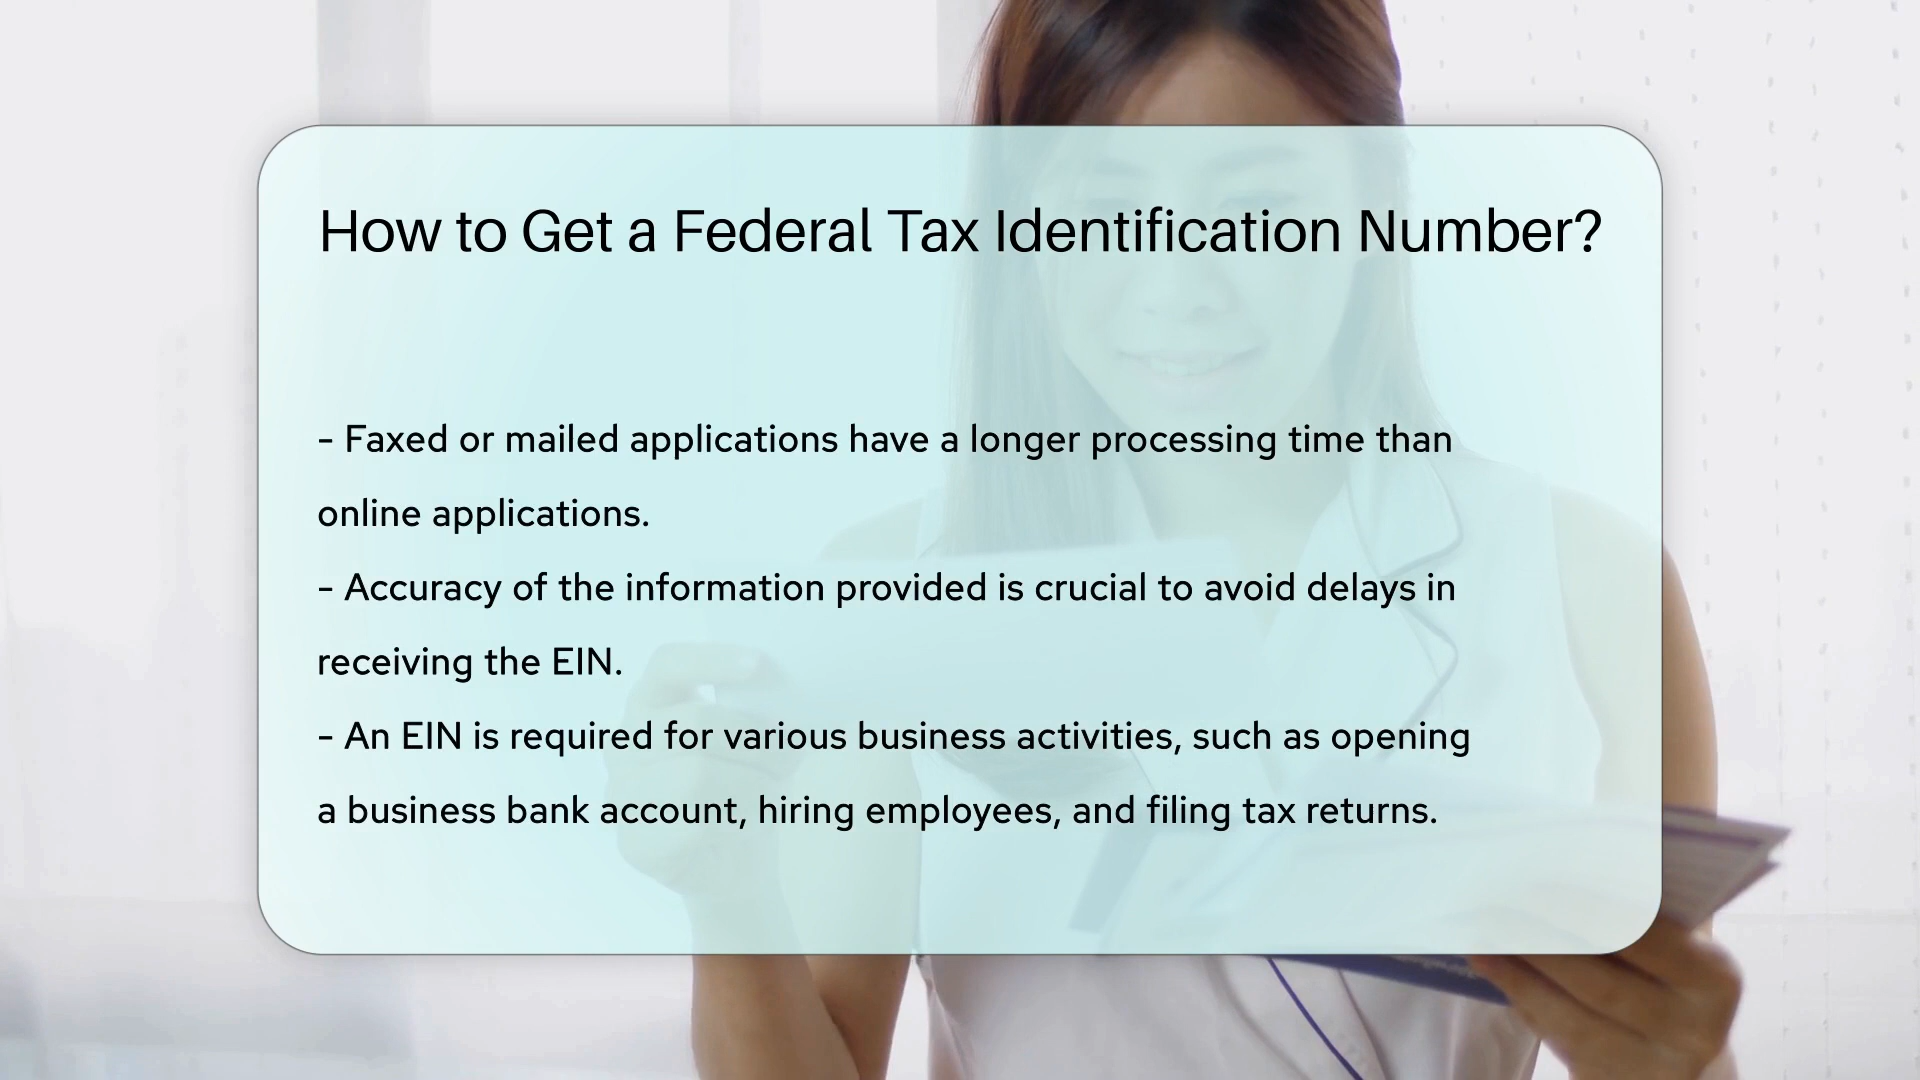 How to Get a Federal Tax Identification Number?
- Faxed or mailed applications have a longer processing time than
online applications.
- Accuracy of the information provided is crucial to avoid delays in
receiving the EIN.
- An EIN is required for various business activities, such as opening
a business bank account, hiring employees, and filing tax returns.